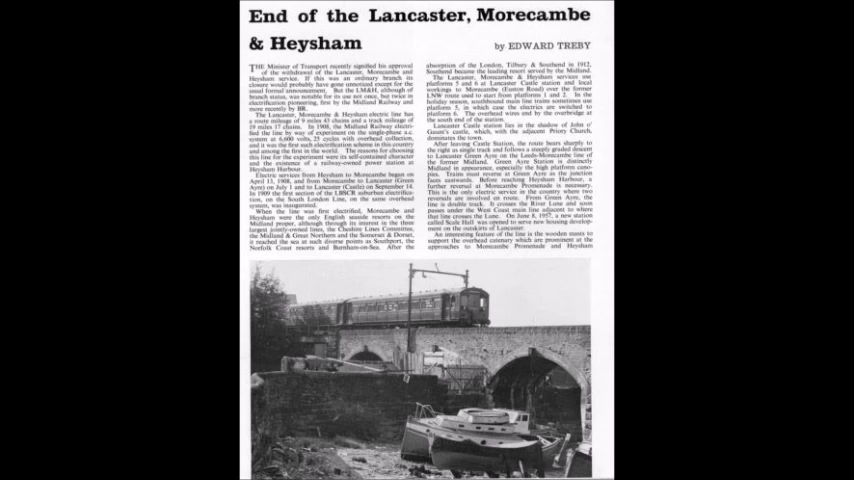 End of the Lancaster, Morecambe
& Heysham
by EDWARD TREBY
THE Minister of Transport recently signified his approval
of the withdrawal of the Lancaster, Morecambe and
Heysham service. If this was an ordinary branch its
closure would probably have gone unnoticed except for the
usual formal announcement. But the LM&H, although of
branch status, was notable for its use not once, but twice in
electrification pioneering, first by the Midland Railway and
more recently by BR.
The Lancaster, Morecambe & Heysham electric line has
a route mileage of 9 miles 43 chains and a track mileage of
19 miles 17 chains. In 1908, the Midland Railway electri-
fied the line by way of experiment on the single-phase a.c.
system at 6,600 volts, 25 cycles with overhead collection,
and it was the first such electrification scheme in this country
and among the first in the world. The reasons for choosing
this line for the experiment were its self-contained character
and the existence of a railway-owned power station at
Heysham Harbour.
Electric services from Heysham to Morecambe began on
April 13, 1908, and from Morecambe to Lancaster (Green
Ayre) on July 1 and to Lancaster (Castle) on September 14.
In 1909 the first section of the LBSCR suburban electrifica-
tion, on the South London Line, on the same overhead
system, was inaugurated.
When the line was first electrified, Morecambe and
Heysham were the only English seaside resorts on the
Midland proper, although through its interest in the three
largest jointly-owned lines, the Cheshire Lines Committee,
the Midland & Great Northern and the Somerset & Dorset,
it reached the sea at such diverse points as Southport, the
Norfolk Coast resorts and Burnham-on-Sea. After the
absorption of the London, Tilbury & Southend in 1912,
Southend became the leading resort served by the Midland.
The Lancaster, Morecambe & Heysham services use
platforms 5 and 6 at Lancaster Castle station and local
workings to Morecambe (Euston Road) over the former
LNW route used to start from platforms 1 and 2. In the
holiday season, southbound main line trains sometimes use
platform 5, in which case the electrics are switched to
platform 6. The overhead wires end by the overbridge at
the south end of the station.
Lancaster Castle station lies in the shadow of John o'
Gaunt's castle, which, with the adjacent Priory Church,
dominates the town.
After leaving Castle Station, the route bears sharply to
the right as single track and follows a steeply graded descent
to Lancaster Green Ayre on the Leeds-Morecambe line of
the former Midland. Green Ayre Station is distinctly
Midland in appearance, especially the high platform cano-
pies. Trains must reverse at Green Ayre as the junction
faces eastwards. Before reaching Heysham Harbour, a
further reversal at Morecambe Promenade is necessary.
This is the only electric service in the country where two
reversals are involved en route. From Green Ayre, the
line is double track. It crosses the River Lune and soon
passes under the West Coast main line adjacent to where
that line crosses the Lune. On June 8, 1957, a new station
called Scale Hall was opened to serve new housing develop-
ment on the outskirts of Lancaster.
An interesting feature of the line is the wooden masts to
support the overhead catenary which are prominent at the
approaches to Morecambe Promenade and Heysham